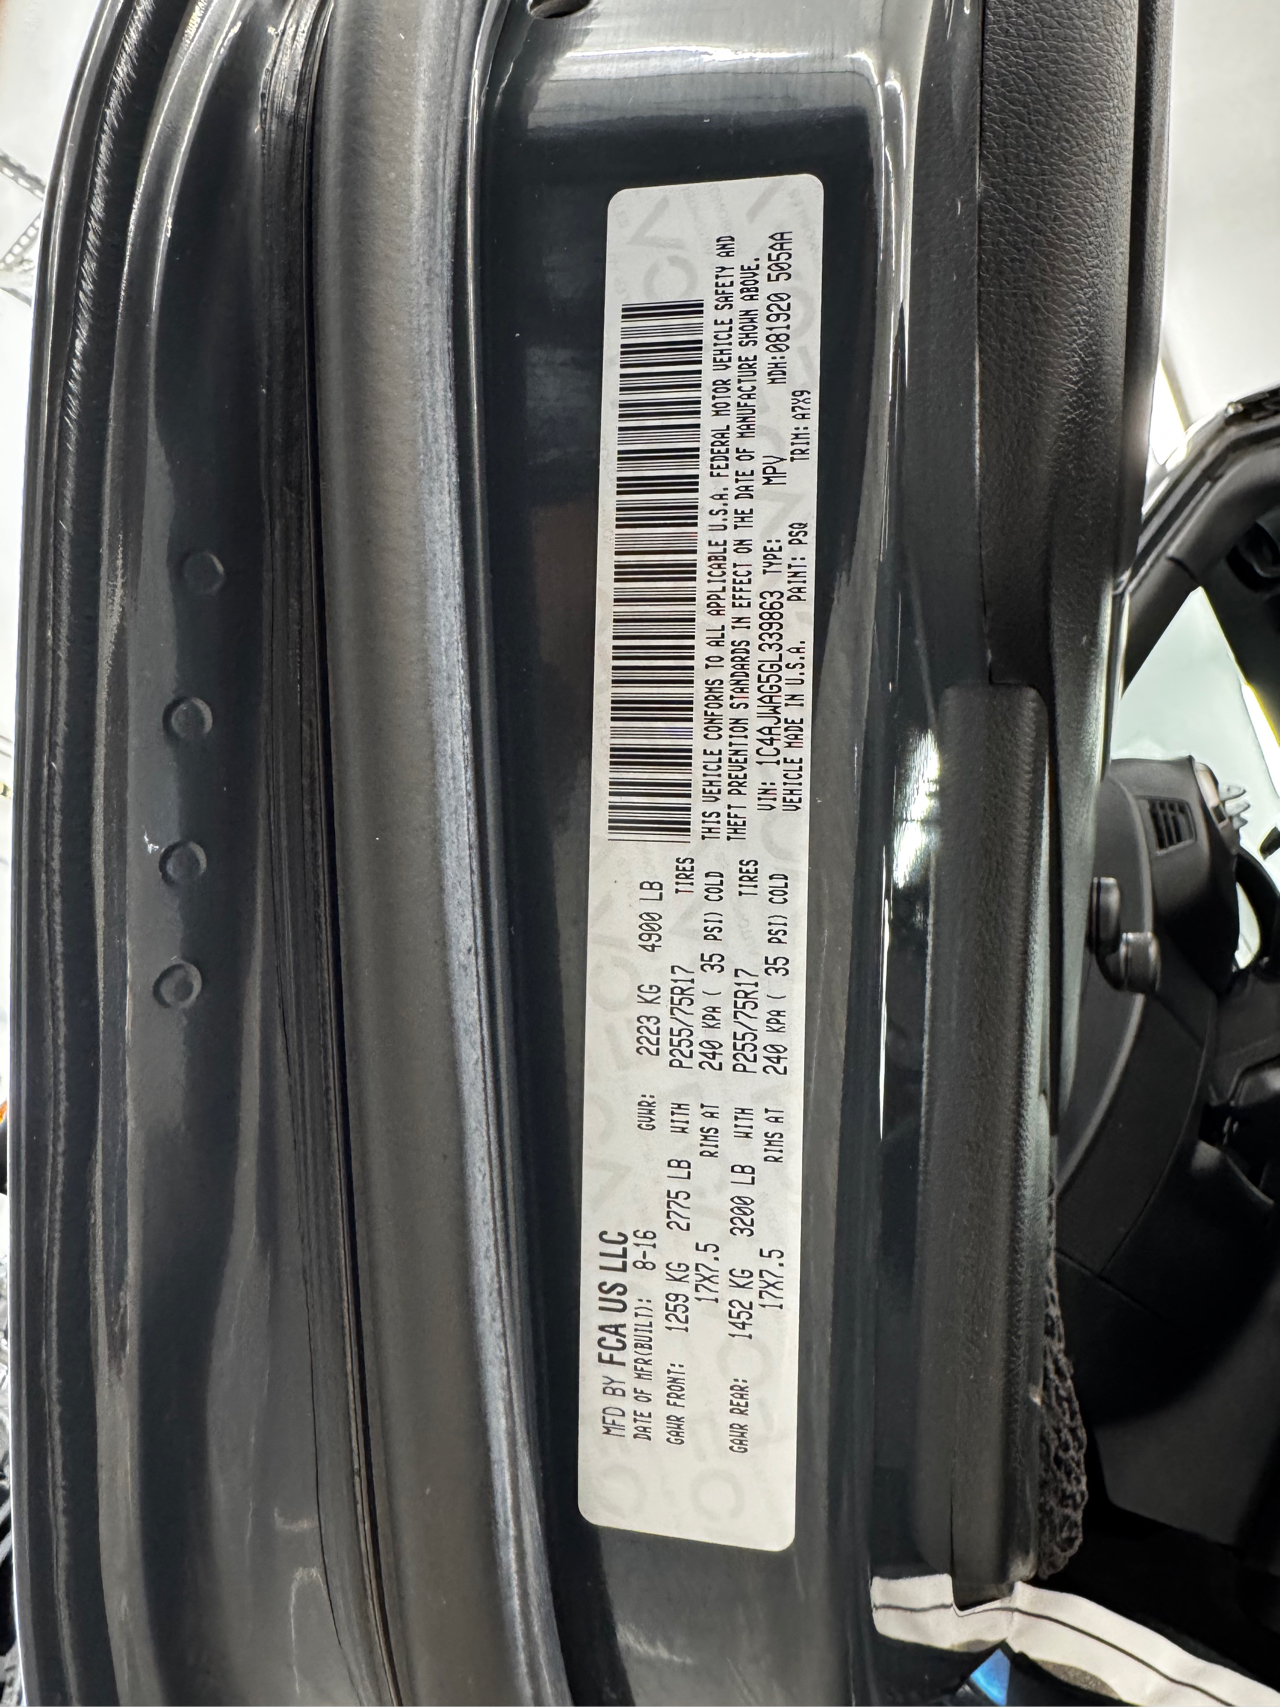 MFD BY FCA US LLC
DATE OF MFR(BUILT): 8-16 GVWR: 2223 KG 4900 LB
GAWR FRONT: 1259 KG 2775 LB WITH P255/75R17 TIRES
17X7.5 RIMS AT 240 KPA ( 35 PSI) COLD
GAWR REAR: 1452 KG 3200 LB WITH P255/75R17 TIRES
17X7.5 RIMS AT 240 KPA ( 35 PSI) COLD
THIS VEHICLE CONFORMS TO ALL APPLICABLE U.S.A. FEDERAL MOTOR VEHICLE SAFETY AND
THEFT PREVENTION STANDARDS IN EFFECT ON THE DATE OF MANUFACTURE SHOWN ABOVE.
VIN: 1C4AJWAG5GL339863 TYPE: MPV MDH:081920 505AA
VEHICLE MADE IN U.S.A. PAINT: PSQ TRIM: A7X9